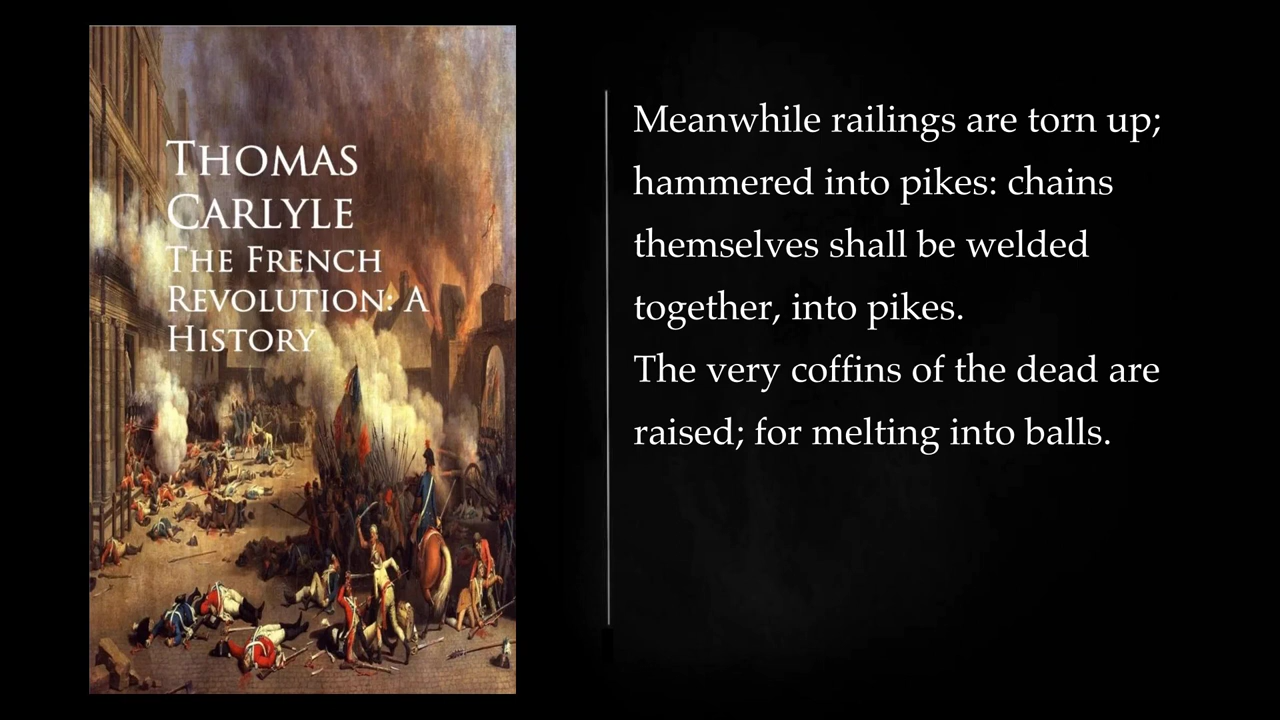 THOMAS
CARLYLE
THE FRENCH
REVOLUTION: A
HISTORY
Meanwhile railings are torn up;
hammered into pikes: chains
themselves shall be welded
together, into pikes.
The very coffins of the dead are
raised; for melting into balls.